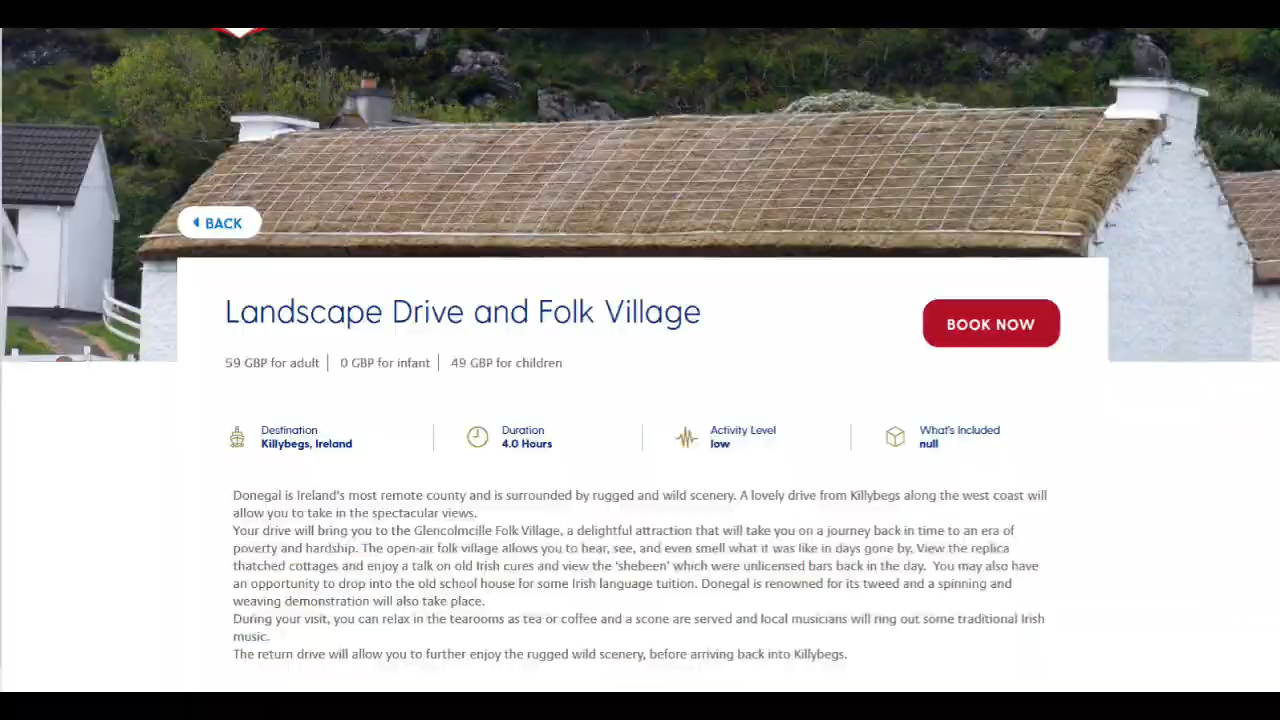 BACK
Landscape Drive and Folk Village
BOOK NOW
59 GBP for adult
0 GBP for infant
49 GBP for children
Destination
Killybegs, Ireland
Duration
4.0 Hours
Activity Level
low
What's Included
null
Donegal is Ireland's most remote county and is surrounded by rugged and wild scenery. A lovely drive from Killybegs along the west coast will
allow you to take in the spectacular views.
Your drive will bring you to the Glencolmcille Folk Village, a delightful attraction that will take you on a journey back in time to an era of
poverty and hardship. The open-air folk village allows you to hear, see, and even smell what it was like in days gone by. View the replica
thatched cottages and enjoy a talk on old Irish cures and view the 'shebeen' which were unlicensed bars back in the day.  You may also have
an opportunity to drop into the old school house for some Irish language tuition. Donegal is renowned for its tweed and a spinning and
weaving demonstration will also take place.
During your visit, you can relax in the tearooms as tea or coffee and a scone are served and local musicians will ring out some traditional Irish
music.
The return drive will allow you to further enjoy the rugged wild scenery, before arriving back into Killybegs.